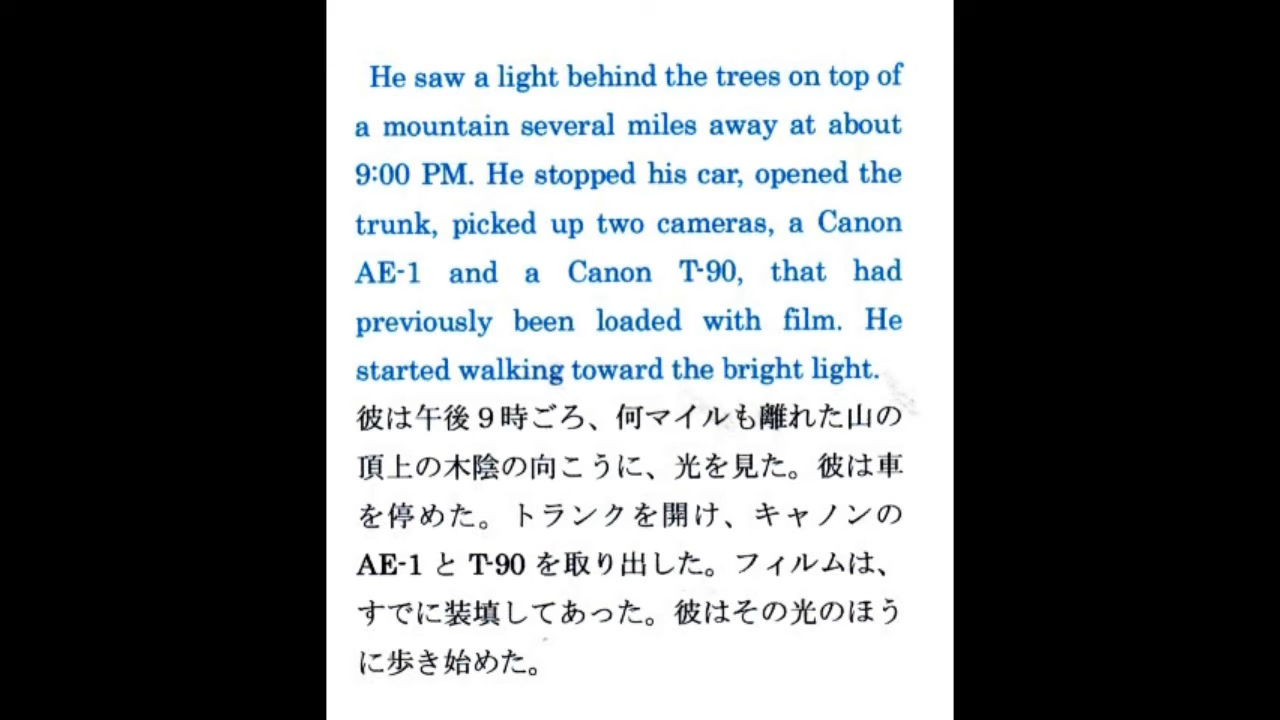 He saw a light behind the trees on top of
a mountain several miles away at about
9:00 PM. He stopped his car, opened the
trunk, picked up two cameras, a Canon
AE-1 and a Canon T-90, that had
previously been loaded with film. He
started walking toward the bright light.
彼は午後９時ごろ、何マイルも離れた山の
頂上の木陰の向こうに、光を見た。彼は車
を停めた。トランクを開け、キャノンの
AE-1 と T-90 を取り出した。フィルムは、
すでに装填してあった。彼はその光のほう
に歩き始めた。